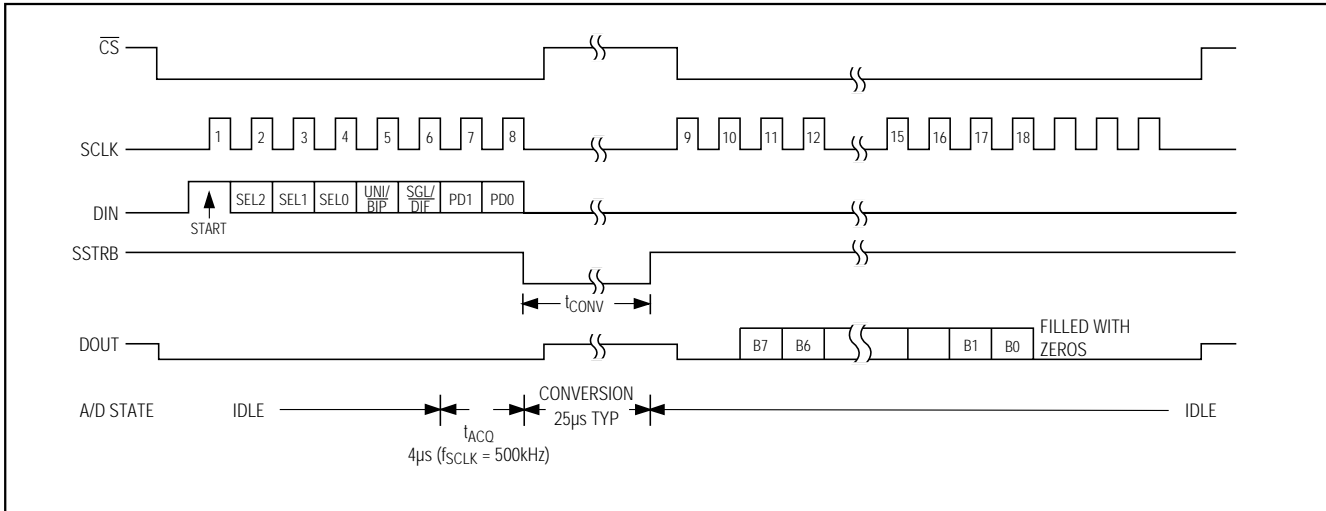 CS
SCLK
1 2 3 4 5 6 7 8 9 10 11 12 15 16 17 18
DIN
START
SEL2 SEL1 SEL0 UNI/BIP SGL/DIF PD1 PD0
SSTRB
tCONV
DOUT
B7 B6 B1 B0
FILLED WITH
ZEROS
A/D STATE
IDLE
tACQ
4µs (fSCLK = 500kHz)
CONVERSION
25µs TYP
IDLE